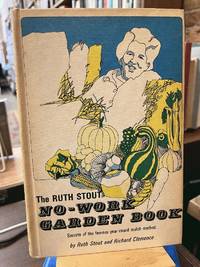 The RUTH STOUT
NO-WORK
GARDEN BOOK
Secrets of the famous year-round mulch method
by Ruth Stout and Richard Clemence